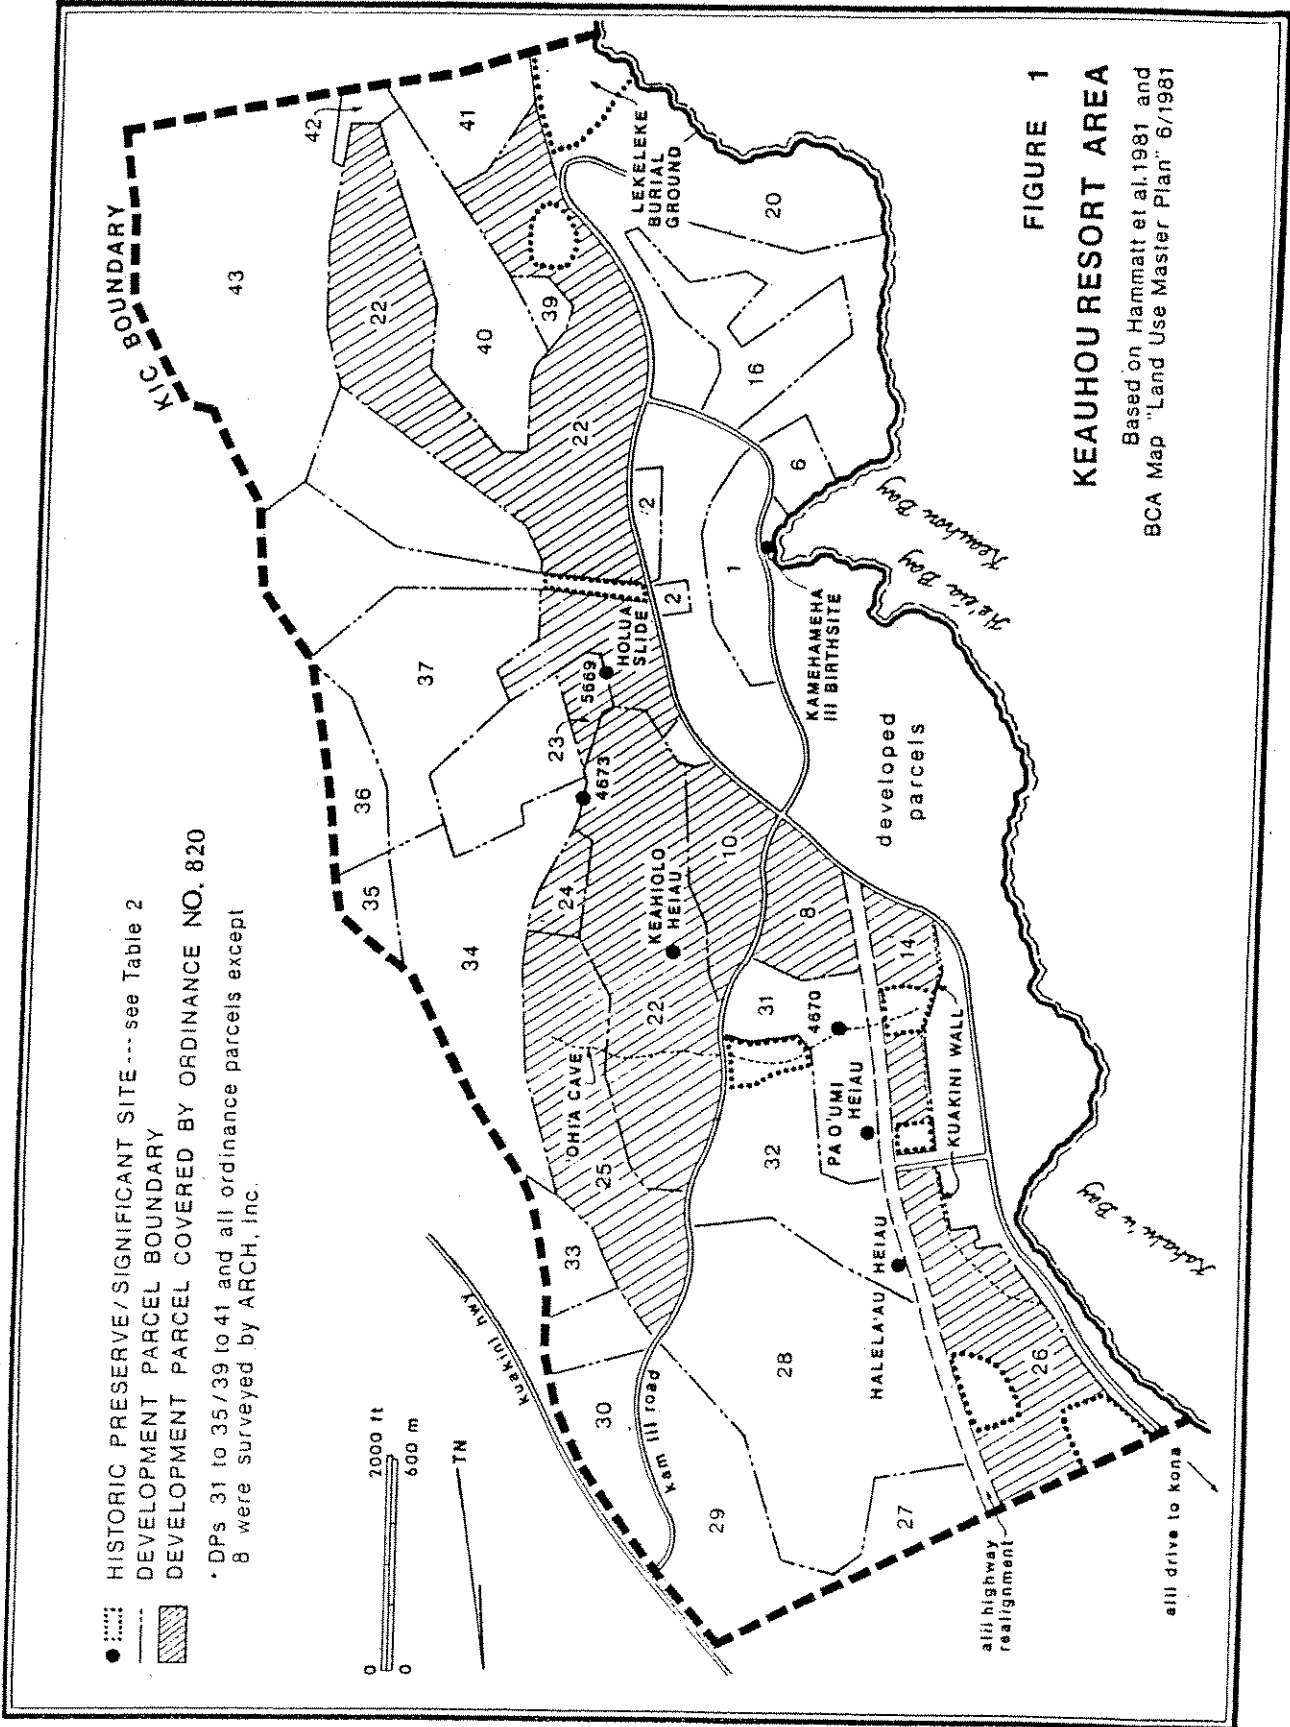 HISTORIC PRESERVE/SIGNIFICANT SITE --- see Table 2
DEVELOPMENT PARCEL BOUNDARY
DEVELOPMENT PARCEL COVERED BY ORDINANCE NO. 820
* DPs 31 to 35/39 to 41 and all ordinance parcels except
8 were surveyed by ARCH, Inc.
0 2000 ft
0 600 m
TN
KIC BOUNDARY
kuakini hwy
kam III road
43
42
41
22
40
39
22
37
36
35
34
33
30
29
28
27
26
25
24
23
22
32
31
10
8
14
2
2
1
6
16
20
5669
4673
4670
HOLUA
SLIDE
KEAHIOLO
HEIAU
'OHI'A CAVE
PAO'UMI
HEIAU
HALELA'AU HEIAU
KUAKINI WALL
LEKELEKE
BURIAL
GROUND
KAMEHAMEHA
III BIRTHSITE
developed
parcels
alii highway
realignment
alii drive to kona
Keauhou Bay
He'eia Bay
Kahalu'u Bay
FIGURE 1
KEAUHOU RESORT AREA
Based on Hammatt et al.1981 and
BCA Map "Land Use Master Plan" 6/1981